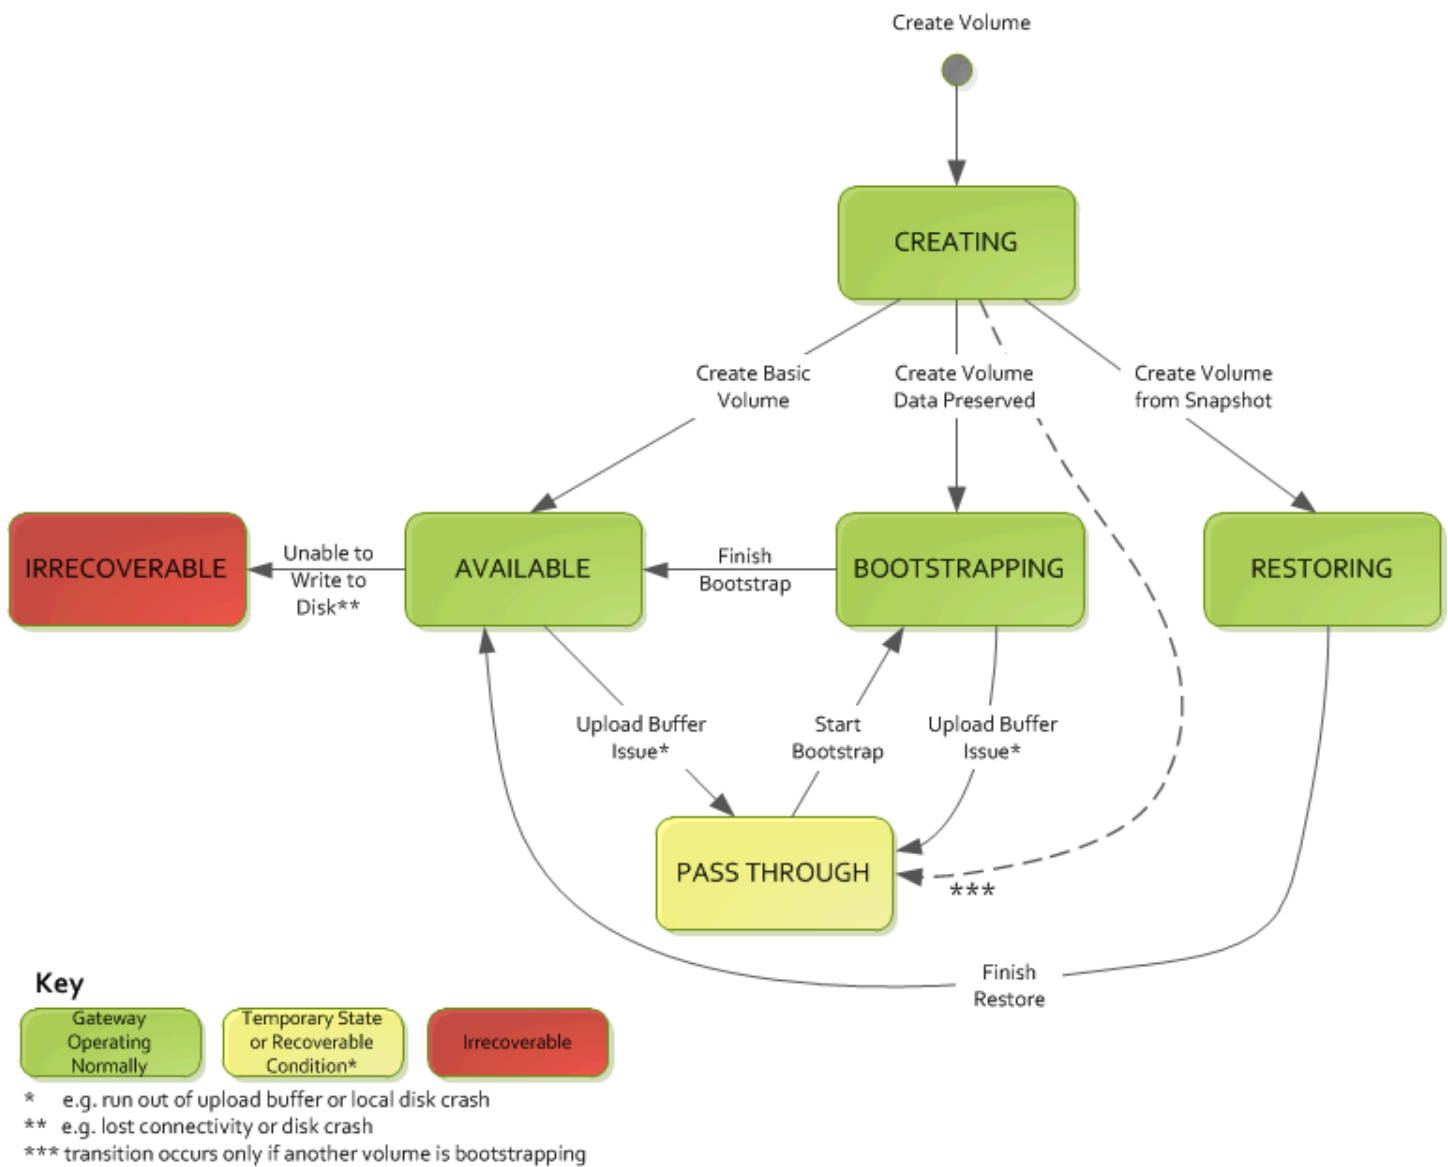 Create Volume
CREATING
Create Basic
Volume
Create Volume
Data Preserved
Create Volume
from Snapshot
IRRECOVERABLE
Unable to
Write to
Disk**
AVAILABLE
Finish
Bootstrap
BOOTSTRAPPING
RESTORING
Upload Buffer
Issue*
Start
Bootstrap
Upload Buffer
Issue*
PASS THROUGH
***
Finish
Restore
Key
Gateway
Operating
Normally
Temporary State
or Recoverable
Condition*
Irrecoverable
* e.g. run out of upload buffer or local disk crash
** e.g. lost connectivity or disk crash
*** transition occurs only if another volume is bootstrapping